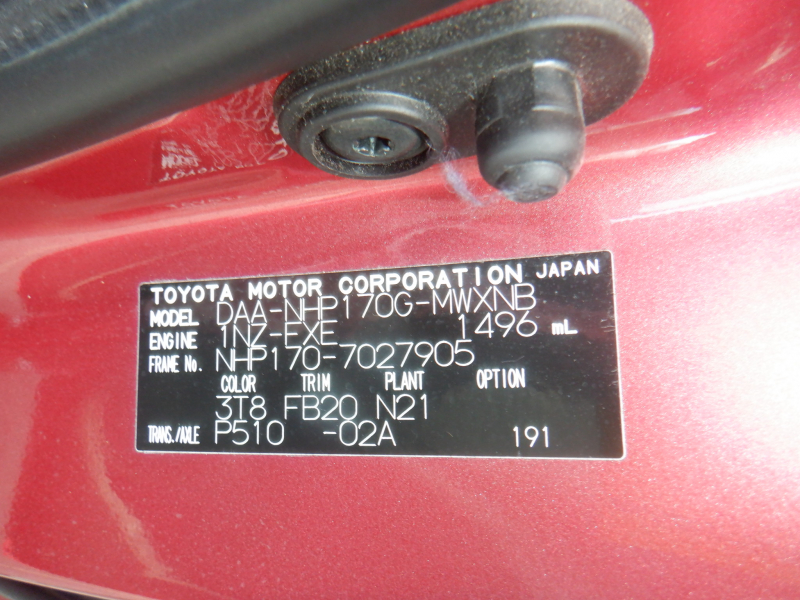 TOYOTA MOTOR CORPORATION JAPAN
MODEL DAA-NHP170G-MWXNB
ENGINE 1NZ-EXE 1496 mL
FRAME No. NHP170-7027905
COLOR TRIM PLANT OPTION
3T8 FB20 N21
TRANS./AXLE P510 -02A 191